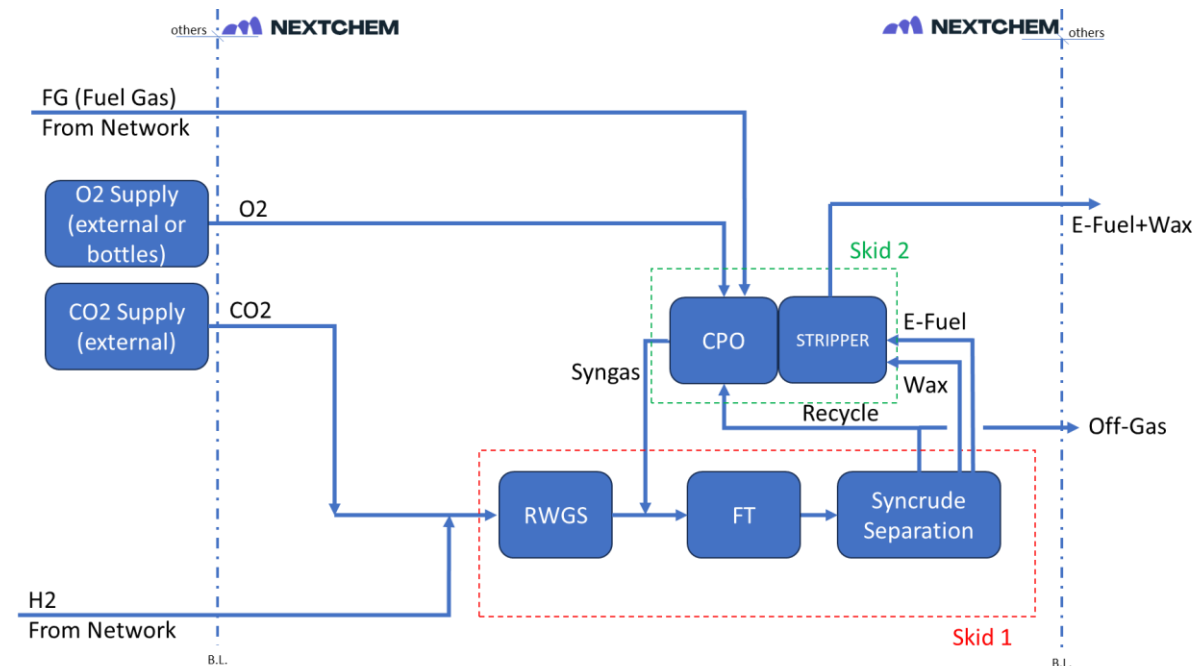 others
NEXTCHEM
NEXTCHEM
others
FG (Fuel Gas)
From Network
O2 Supply
(external or
bottles)
O2
E-Fuel+Wax
Skid 2
CO2 Supply
(external)
CO2
CPO
STRIPPER
E-Fuel
Syngas
Wax
Recycle
Off-Gas
RWGS
FT
Syncrude
Separation
H2
From Network
Skid 1
B.L.
B.L.